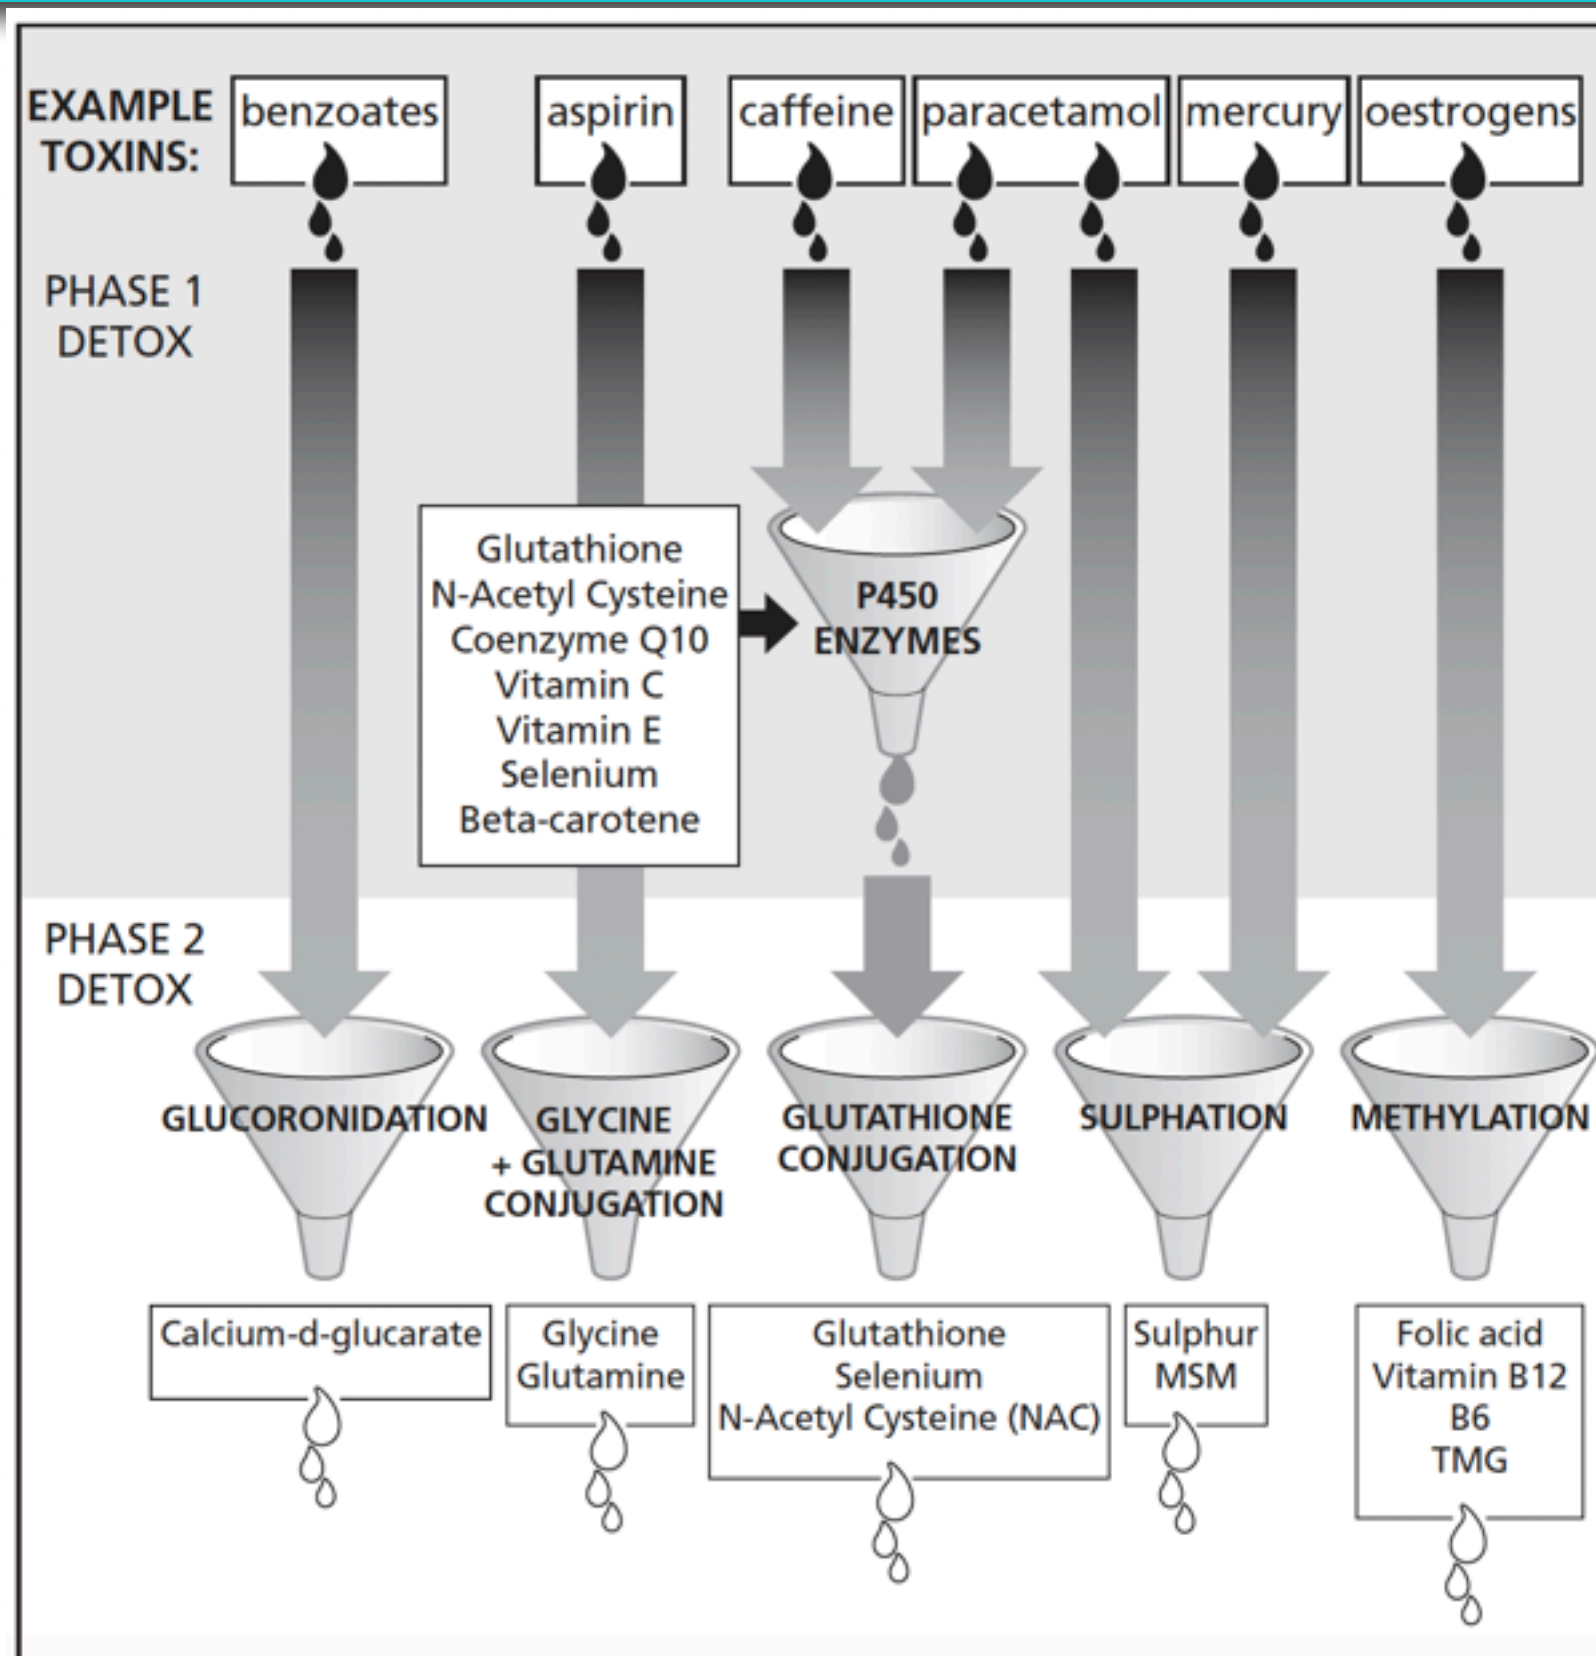 EXAMPLE
TOXINS:
benzoates
aspirin
caffeine
paracetamol
mercury
oestrogens
PHASE 1
DETOX
Glutathione
N-Acetyl Cysteine
Coenzyme Q10
Vitamin C
Vitamin E
Selenium
Beta-carotene
P450
ENZYMES
PHASE 2
DETOX
GLUCORONIDATION
GLYCINE
+ GLUTAMINE
CONJUGATION
GLUTATHIONE
CONJUGATION
SULPHATION
METHYLATION
Calcium-d-glucarate
Glycine
Glutamine
Glutathione
Selenium
N-Acetyl Cysteine (NAC)
Sulphur
MSM
Folic acid
Vitamin B12
B6
TMG